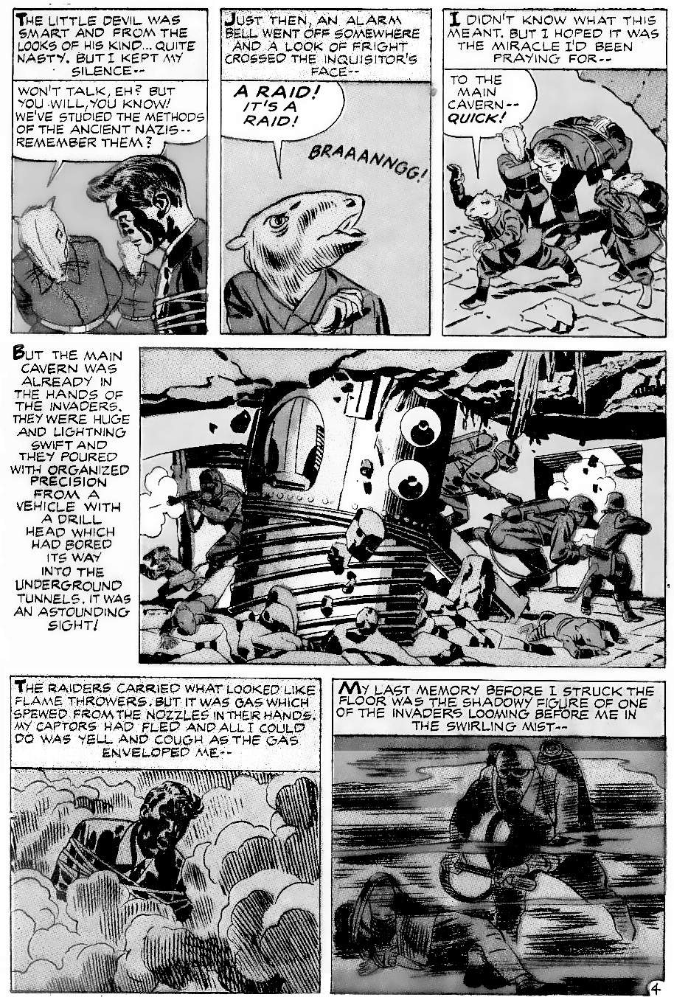 THE LITTLE DEVIL WAS
SMART AND FROM THE
LOOKS OF HIS KIND... QUITE
NASTY. BUT I KEPT MY
SILENCE--
WON'T TALK, EH? BUT
YOU WILL, YOU KNOW!
WE'VE STUDIED THE METHODS
OF THE ANCIENT NAZIS--
REMEMBER THEM?
JUST THEN, AN ALARM
BELL WENT OFF SOMEWHERE
AND A LOOK OF FRIGHT
CROSSED THE INQUISITOR'S
FACE--
A RAID!
IT'S A
RAID!
BRAAANNGG!
I DIDN'T KNOW WHAT THIS
MEANT. BUT I HOPED IT WAS
THE MIRACLE I'D BEEN
PRAYING FOR--
TO THE
MAIN
CAVERN--
QUICK!
BUT THE MAIN
CAVERN WAS
ALREADY IN
THE HANDS OF
THE INVADERS.
THEY WERE HUGE
AND LIGHTNING
SWIFT AND
THEY POURED
WITH ORGANIZED
PRECISION
FROM A
VEHICLE WITH
A DRILL
HEAD WHICH
HAD BORED
ITS WAY
INTO THE
UNDERGROUND
TUNNELS. IT WAS
AN ASTOUNDING
SIGHT!
THE RAIDERS CARRIED WHAT LOOKED LIKE
FLAME THROWERS. BUT IT WAS GAS WHICH
SPEWED FROM THE NOZZLES IN THEIR HANDS.
MY CAPTORS HAD FLED AND ALL I COULD
DO WAS YELL AND COUGH AS THE GAS
ENVELOPED ME--
MY LAST MEMORY BEFORE I STRUCK THE
FLOOR WAS THE SHADOWY FIGURE OF ONE
OF THE INVADERS LOOMING BEFORE ME IN
THE SWIRLING MIST--
4